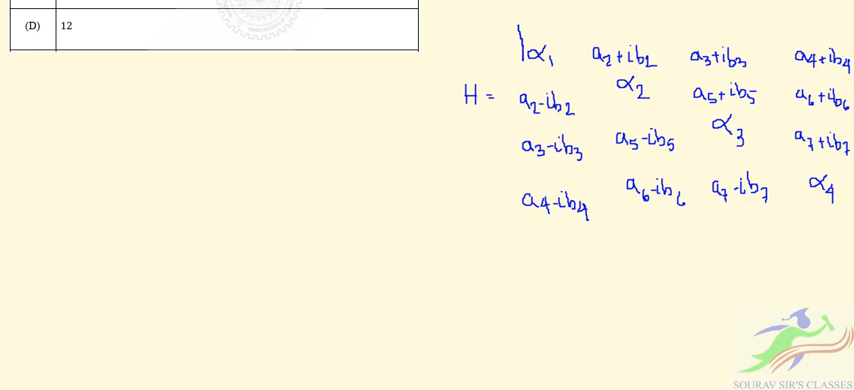 (D) 12
α₁ a₂+ib₂ a₃+ib₃ a₄+ib₄
H = a₂-ib₂ α₂ a₅+ib₅ a₆+ib₆
a₃-ib₃ a₅-ib₅ α₃ a₇+ib₇
a₄-ib₄ a₆-ib₆ a₇-ib₇ α₄
SOURAV SIR'S CLASSES